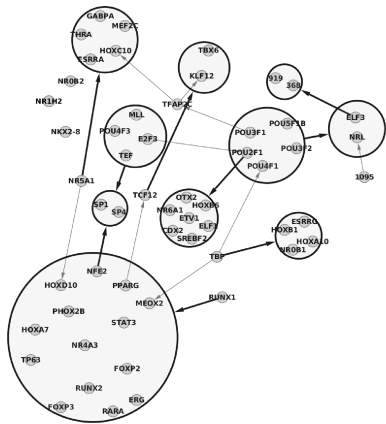 GABPA
MEF2C
THRA
HOXC10
ESRRA
TBX6
KLF12
NR0B2
919
368
NR1H2
TFAP2C
MLL
ELF3
NKX2-8
POU4F3
E2F3
POU5F1B
POU3F1
NRL
TEF
POU2F1
POU3F2
POU4F1
NR5A1
1095
TCF12
OTX2
SP1
SP4
NR6A1
HOXB6
ETV1
ELF1
CDX2
SREBF2
ESRRG
HOXB1
HOXA10
NR0B1
TBP
NFE2
HOXD10
PPARG
MEOX2
RUNX1
PHOX2B
STAT3
HOXA7
NR4A3
TP63
FOXP2
RUNX2
ERG
FOXP3
RARA